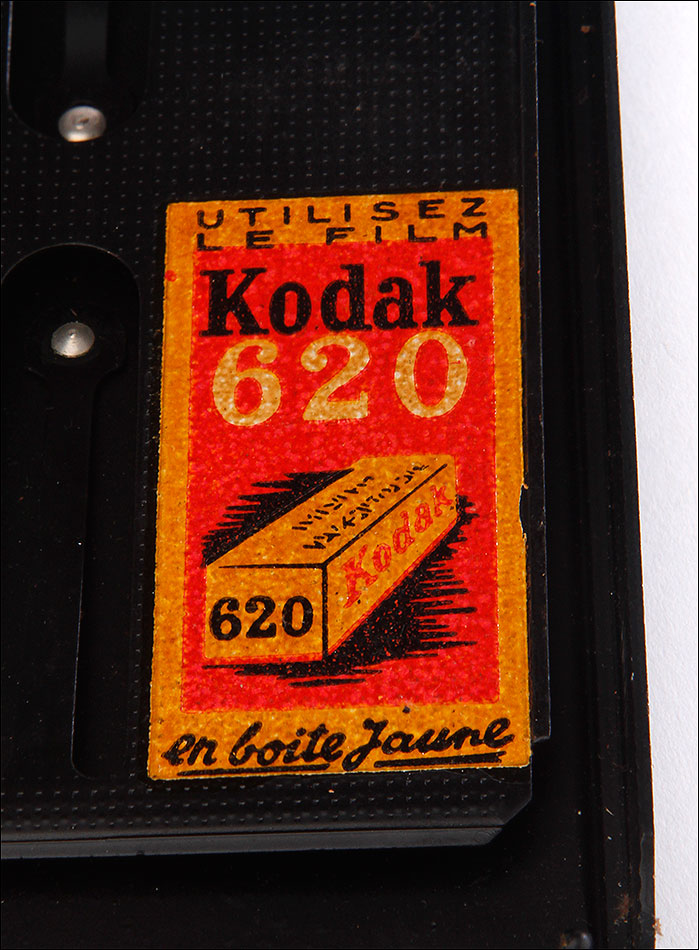 UTILISEZ
LE FILM
Kodak
620
Kodak
620
en boite Jaune